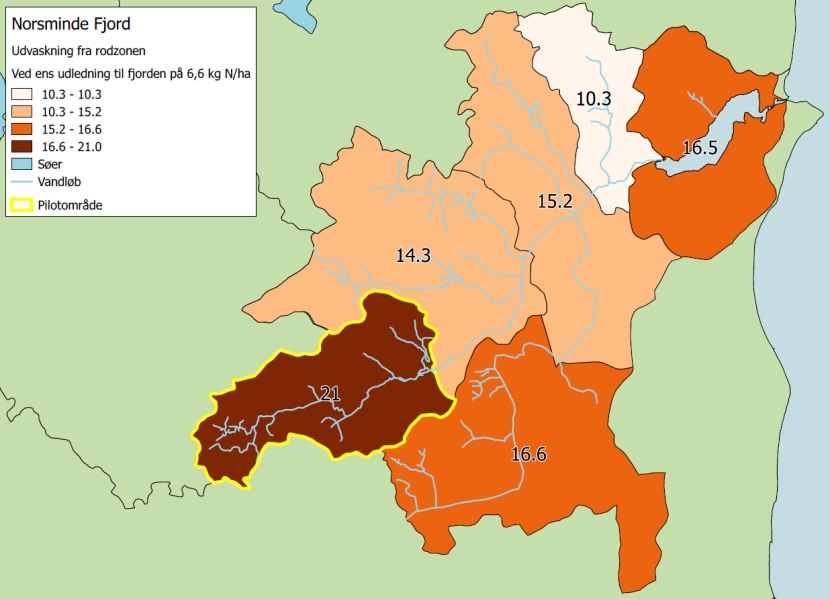 Norsminde Fjord
Udvaskning fra rodzonen
Ved ens udledning til fjorden på 6,6 kg N/ha
10.3 - 10.3
10.3 - 15.2
15.2 - 16.6
16.6 - 21.0
Søer
Vandløb
Pilotområde
10.3
16.5
15.2
14.3
21
16.6